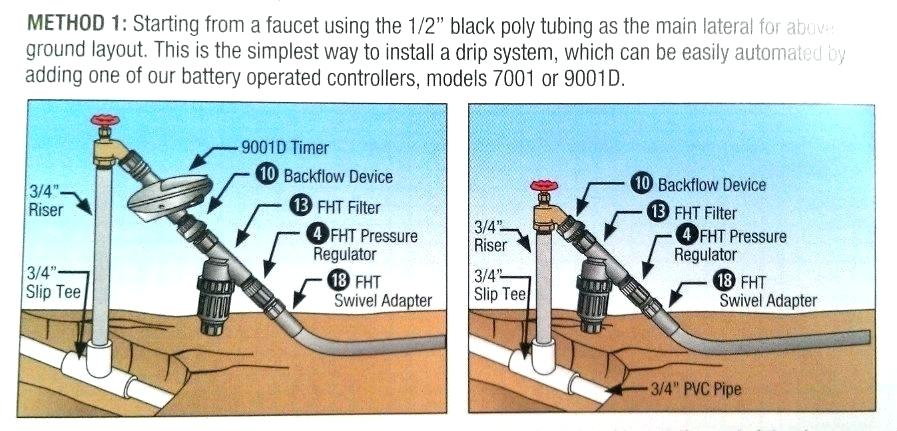 METHOD 1: Starting from a faucet using the 1/2” black poly tubing as the main lateral for above
ground layout. This is the simplest way to install a drip system, which can be easily automated by
adding one of our battery operated controllers, models 7001 or 9001D.
9001D Timer
10 Backflow Device
3/4”
Riser
13 FHT Filter
4 FHT Pressure
Regulator
3/4”
Slip Tee
18 FHT
Swivel Adapter
10 Backflow Device
13 FHT Filter
3/4”
Riser
4 FHT Pressure
Regulator
3/4”
Slip Tee
18 FHT
Swivel Adapter
3/4” PVC Pipe